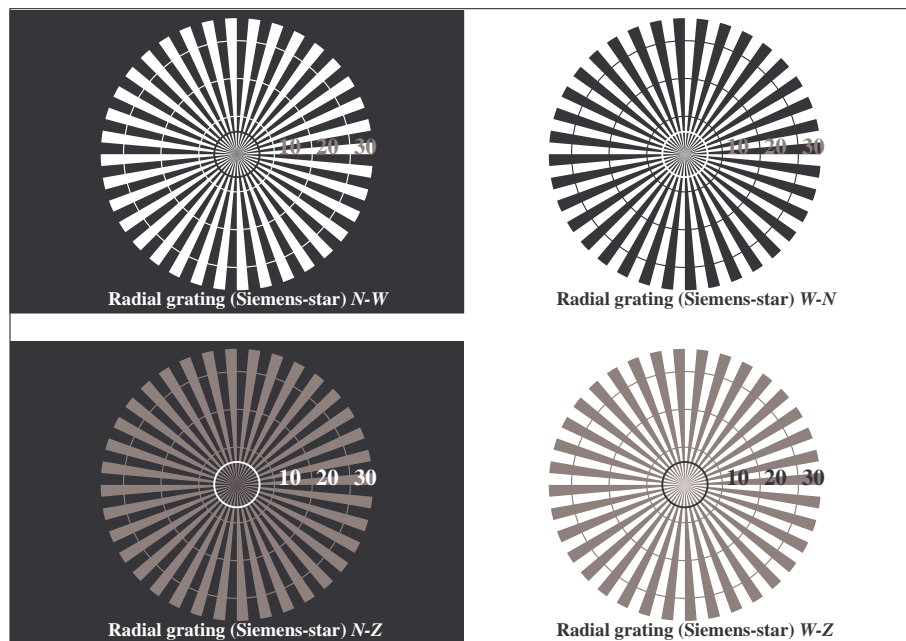 10 20 30
Radial grating (Siemens-star) N-W
10 20 30
Radial grating (Siemens-star) W-N
10 20 30
Radial grating (Siemens-star) N-Z
10 20 30
Radial grating (Siemens-star) W-Z